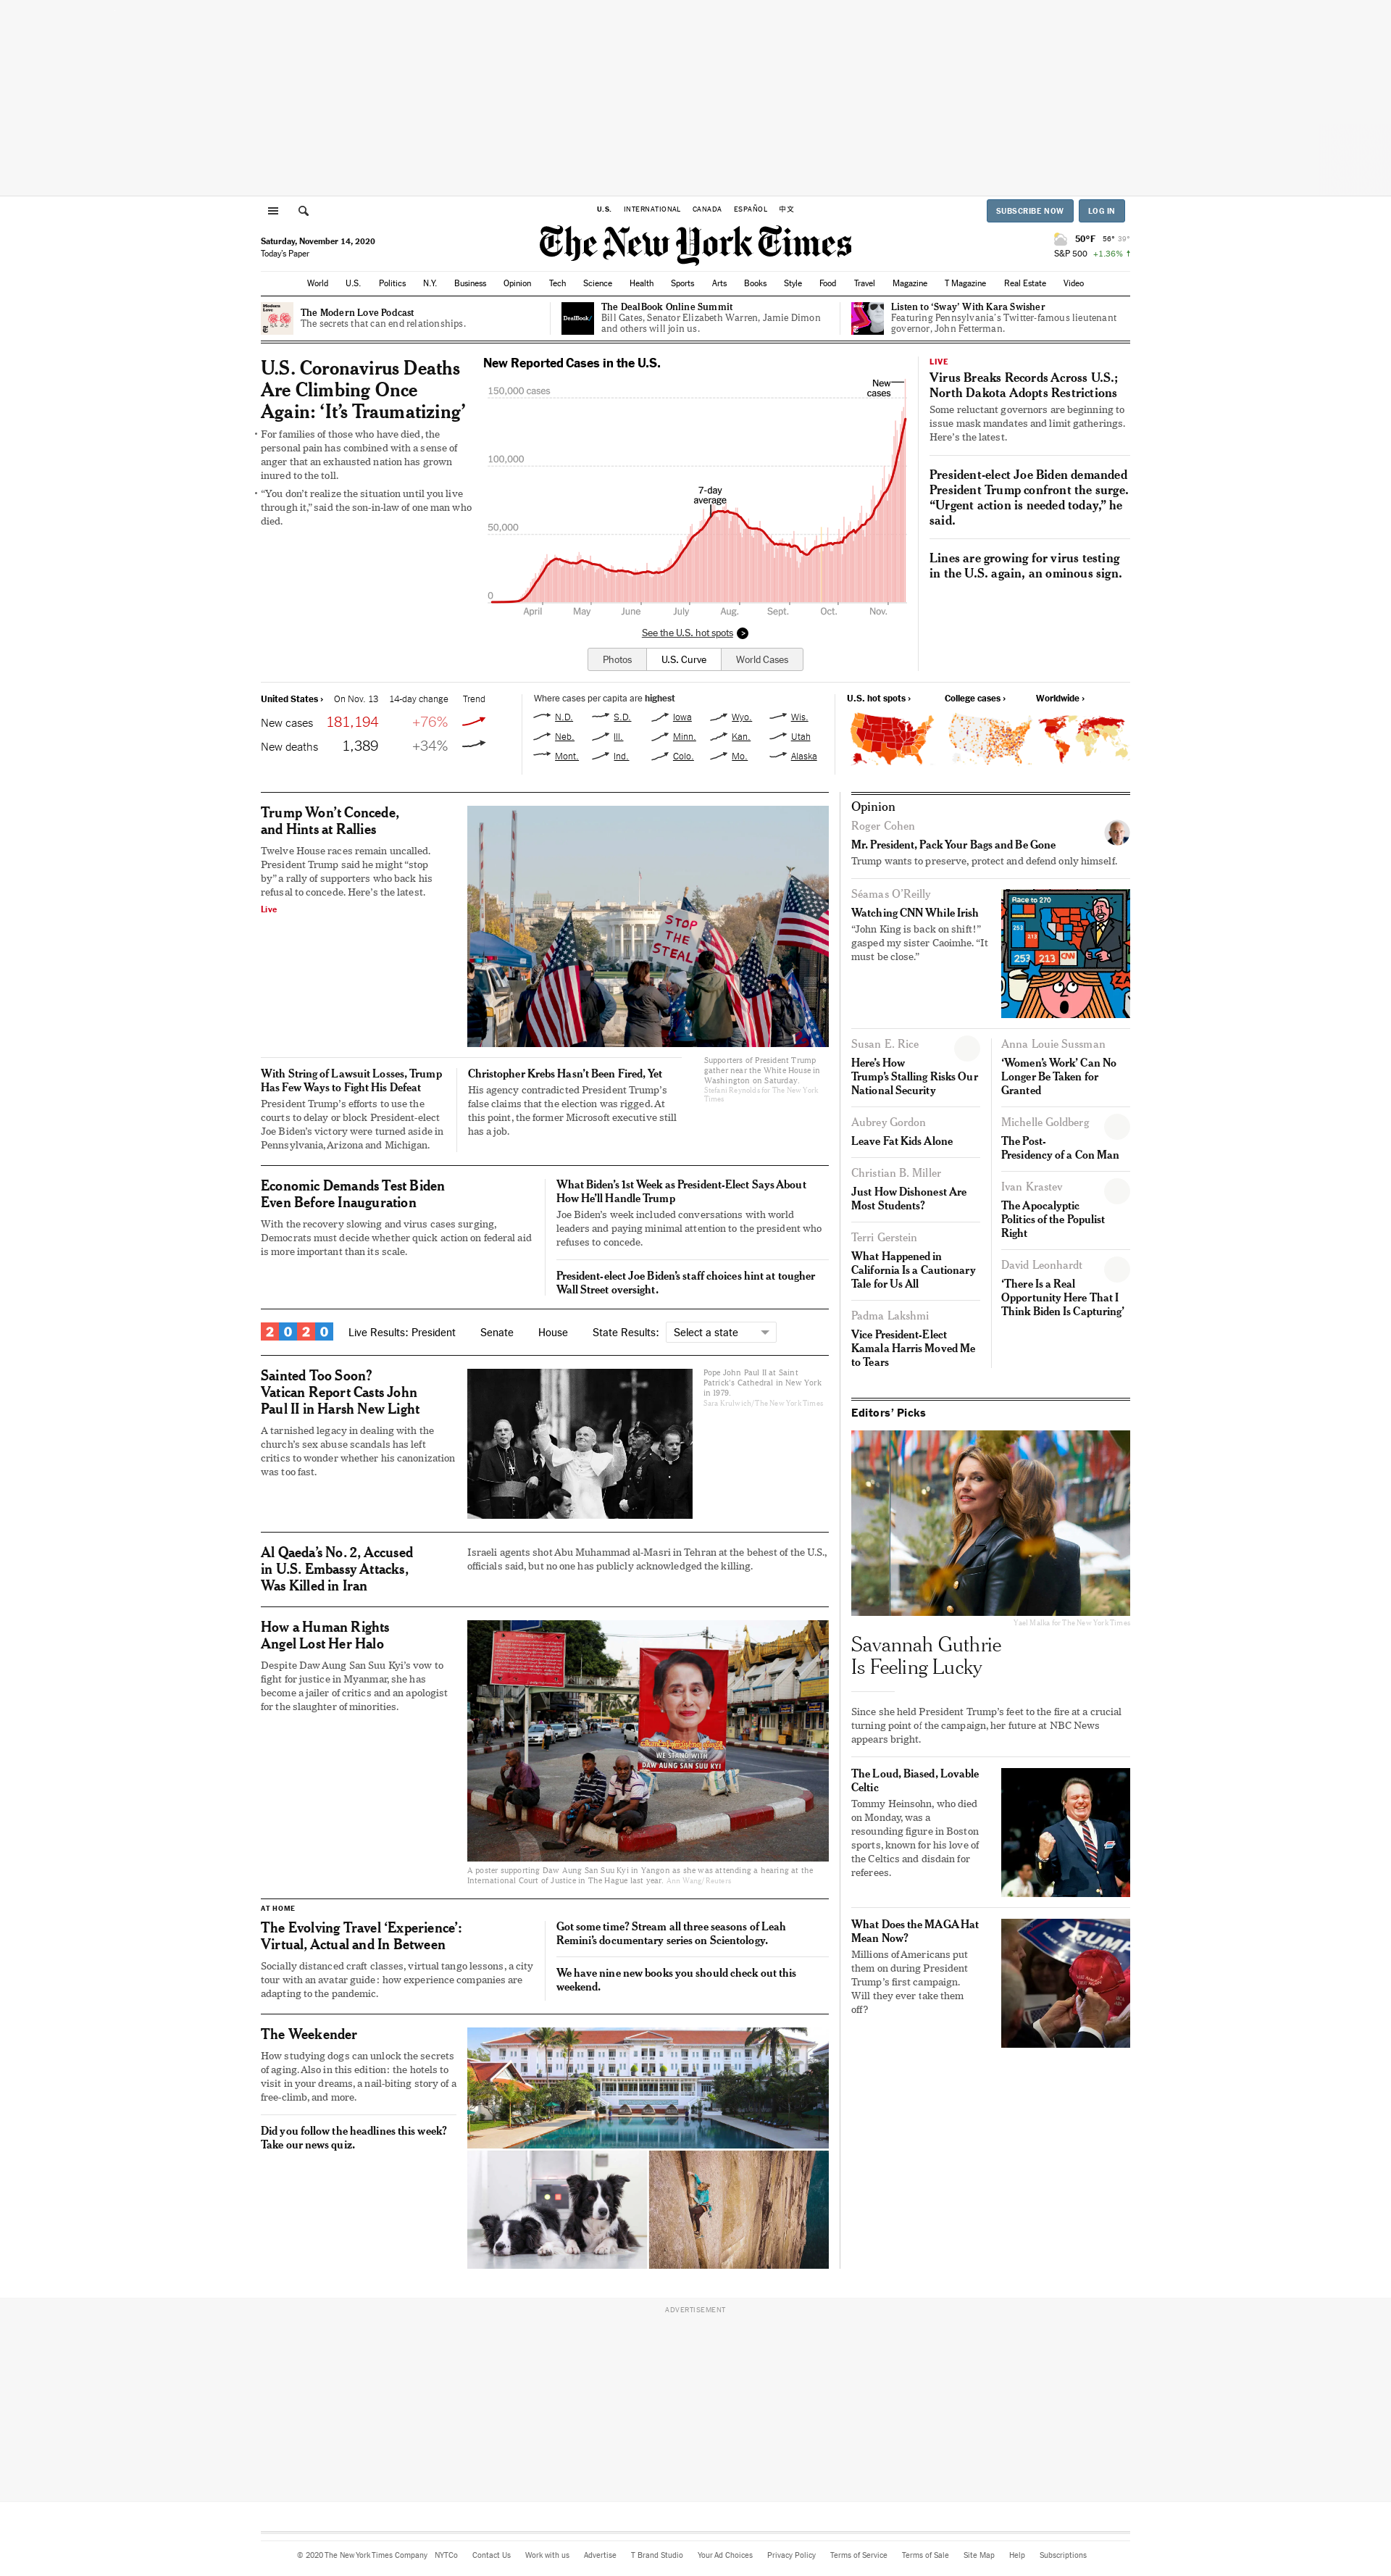 U.S.
INTERNATIONAL
CANADA
ESPAÑOL
中文
SUBSCRIBE NOW
LOG IN
Saturday, November 14, 2020
Today's Paper
The New York Times
50°F 56° 39°
S&P 500 +1.36% ↑
World U.S. Politics N.Y. Business Opinion Tech Science Health Sports Arts Books Style Food Travel Magazine T Magazine Real Estate Video
The Modern Love Podcast
The secrets that can end relationships.
DealBook
The DealBook Online Summit
Bill Gates, Senator Elizabeth Warren, Jamie Dimon
and others will join us.
Listen to ‘Sway’ With Kara Swisher
Featuring Pennsylvania's Twitter-famous lieutenant
governor, John Fetterman.
U.S. Coronavirus Deaths
Are Climbing Once
Again: ‘It’s Traumatizing’
• For families of those who have died, the
personal pain has combined with a sense of
anger that an exhausted nation has grown
inured to the toll.
• “You don’t realize the situation until you live
through it,” said the son-in-law of one man who
died.
New Reported Cases in the U.S.
150,000 cases
New
cases
100,000
7-day
average
50,000
0
April May June July Aug. Sept. Oct. Nov.
See the U.S. hot spots >
Photos U.S. Curve World Cases
LIVE
Virus Breaks Records Across U.S.;
North Dakota Adopts Restrictions
Some reluctant governors are beginning to
issue mask mandates and limit gatherings.
Here’s the latest.
President-elect Joe Biden demanded
President Trump confront the surge.
“Urgent action is needed today,” he
said.
Lines are growing for virus testing
in the U.S. again, an ominous sign.
United States › On Nov. 13 14-day change Trend
New cases 181,194 +76%
New deaths 1,389 +34%
Where cases per capita are highest
N.D. S.D. Iowa Wyo. Wis.
Neb. Ill. Minn. Kan. Utah
Mont. Ind. Colo. Mo. Alaska
U.S. hot spots › College cases › Worldwide ›
Trump Won’t Concede,
and Hints at Rallies
Twelve House races remain uncalled.
President Trump said he might “stop
by” a rally of supporters who back his
refusal to concede. Here’s the latest.
Live
STOP
THE
STEAL
Supporters of President Trump
gather near the White House in
Washington on Saturday.
Stefani Reynolds for The New York
Times
With String of Lawsuit Losses, Trump
Has Few Ways to Fight His Defeat
President Trump’s efforts to use the
courts to delay or block President-elect
Joe Biden’s victory were turned aside in
Pennsylvania, Arizona and Michigan.
Christopher Krebs Hasn’t Been Fired, Yet
His agency contradicted President Trump’s
false claims that the election was rigged. At
this point, the former Microsoft executive still
has a job.
Economic Demands Test Biden
Even Before Inauguration
With the recovery slowing and virus cases surging,
Democrats must decide whether quick action on federal aid
is more important than its scale.
What Biden’s 1st Week as President-Elect Says About
How He’ll Handle Trump
Joe Biden’s week included conversations with world
leaders and paying minimal attention to the president who
refuses to concede.
President-elect Joe Biden’s staff choices hint at tougher
Wall Street oversight.
2020 Live Results: President Senate House State Results: Select a state
Sainted Too Soon?
Vatican Report Casts John
Paul II in Harsh New Light
A tarnished legacy in dealing with the
church’s sex abuse scandals has left
critics to wonder whether his canonization
was too fast.
Pope John Paul II at Saint
Patrick’s Cathedral in New York
in 1979.
Sara Krulwich/The New York Times
Al Qaeda’s No. 2, Accused
in U.S. Embassy Attacks,
Was Killed in Iran
Israeli agents shot Abu Muhammad al-Masri in Tehran at the behest of the U.S.,
officials said, but no one has publicly acknowledged the killing.
How a Human Rights
Angel Lost Her Halo
Despite Daw Aung San Suu Kyi’s vow to
fight for justice in Myanmar, she has
become a jailer of critics and an apologist
for the slaughter of minorities.
WE STAND WITH
DAW AUNG SAN SUU KYI
A poster supporting Daw Aung San Suu Kyi in Yangon as she was attending a hearing at the
International Court of Justice in The Hague last year. Ann Wang/Reuters
AT HOME
The Evolving Travel ‘Experience’:
Virtual, Actual and In Between
Socially distanced craft classes, virtual tango lessons, a city
tour with an avatar guide: how experience companies are
adapting to the pandemic.
Got some time? Stream all three seasons of Leah
Remini’s documentary series on Scientology.
We have nine new books you should check out this
weekend.
The Weekender
How studying dogs can unlock the secrets
of aging. Also in this edition: the hotels to
visit in your dreams, a nail-biting story of a
free-climb, and more.
Did you follow the headlines this week?
Take our news quiz.
Opinion
Roger Cohen
Mr. President, Pack Your Bags and Be Gone
Trump wants to preserve, protect and defend only himself.
Séamas O’Reilly
Watching CNN While Irish
“John King is back on shift!”
gasped my sister Caoimhe. “It
must be close.”
Race to 270
253
213
253 213 CNN
Susan E. Rice
Here’s How
Trump’s Stalling Risks Our
National Security
Aubrey Gordon
Leave Fat Kids Alone
Christian B. Miller
Just How Dishonest Are
Most Students?
Terri Gerstein
What Happened in
California Is a Cautionary
Tale for Us All
Padma Lakshmi
Vice President-Elect
Kamala Harris Moved Me
to Tears
Anna Louie Sussman
‘Women’s Work’ Can No
Longer Be Taken for
Granted
Michelle Goldberg
The Post-
Presidency of a Con Man
Ivan Krastev
The Apocalyptic
Politics of the Populist
Right
David Leonhardt
‘There Is a Real
Opportunity Here That I
Think Biden Is Capturing’
Editors’ Picks
Yael Malka for The New York Times
Savannah Guthrie
Is Feeling Lucky
Since she held President Trump’s feet to the fire at a crucial
turning point of the campaign, her future at NBC News
appears bright.
The Loud, Biased, Lovable
Celtic
Tommy Heinsohn, who died
on Monday, was a
resounding figure in Boston
sports, known for his love of
the Celtics and disdain for
referees.
What Does the MAGA Hat
Mean Now?
Millions of Americans put
them on during President
Trump’s first campaign.
Will they ever take them
off?
TRUMP
ADVERTISEMENT
© 2020 The New York Times Company NYTCo Contact Us Work with us Advertise T Brand Studio Your Ad Choices Privacy Policy Terms of Service Terms of Sale Site Map Help Subscriptions